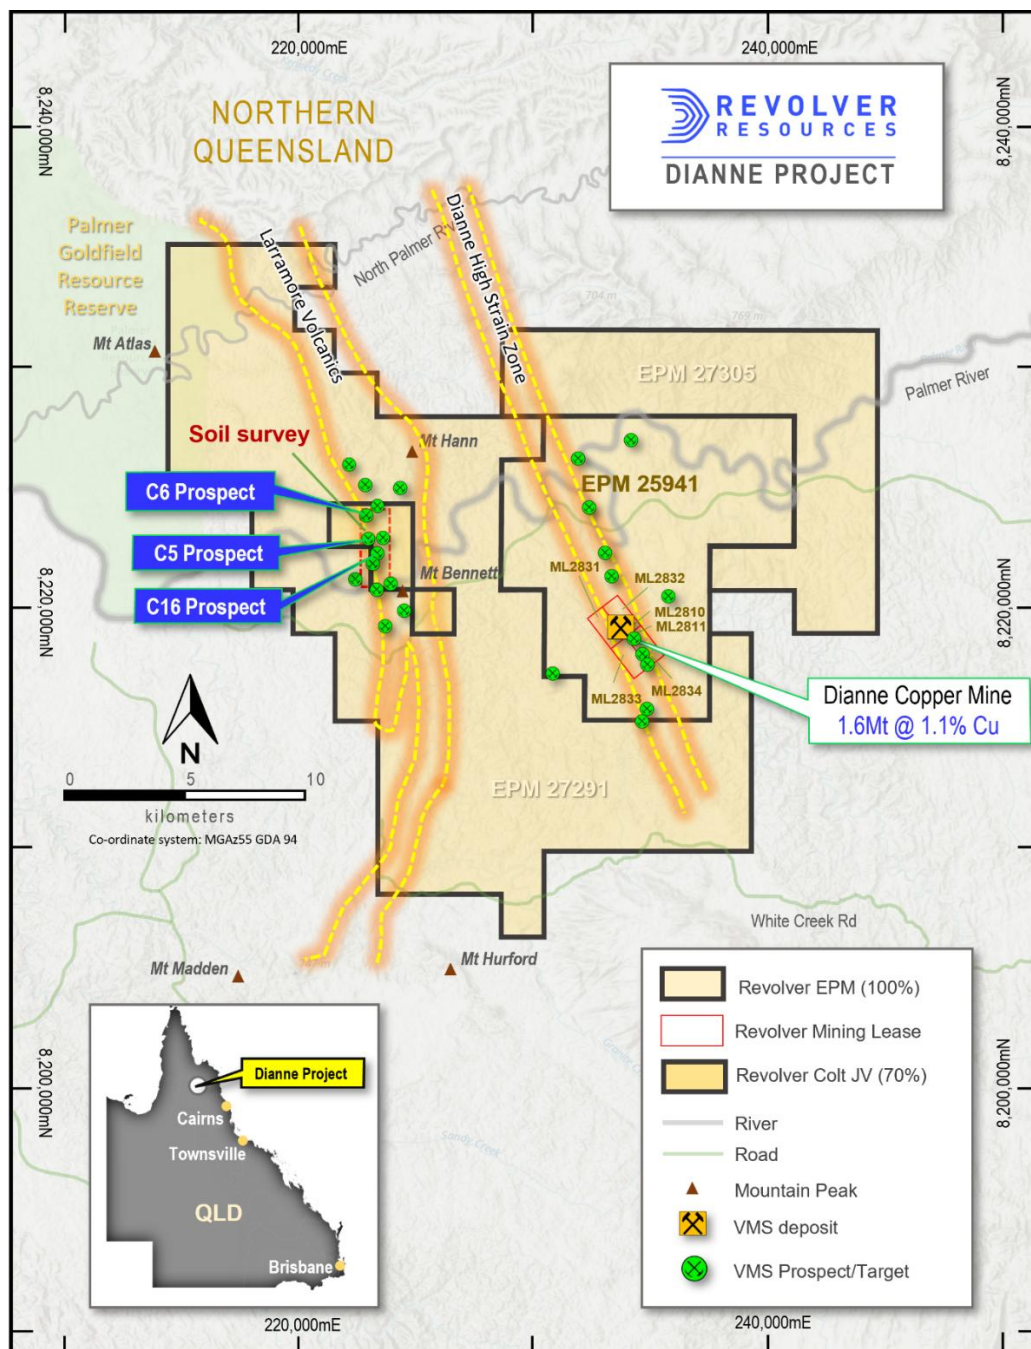 220,000mE
240,000mE
8,240,000mN
8,240,000mN
NORTHERN
QUEENSLAND
REVOLVER
RESOURCES
DIANNE PROJECT
Palmer
Goldfield
Resource
Reserve
Larramore Volcanics
North Palmer Riv
Dianne High Strain Zone
704 m
769 m
Mt Atlas
EPM 27305
Palmer River
Soil survey
Mt Hann
C6 Prospect
EPM 25941
C5 Prospect
ML2831
ML2832
Mt Bennett
C16 Prospect
ML2810
ML2811
8,220,000mN
8,220,000mN
ML2833
ML2834
Dianne Copper Mine
1.6Mt @ 1.1% Cu
N
0 5 10
kilometers
Co-ordinate system: MGAz55 GDA 94
EPM 27291
White Creek Rd
Mt Madden
Mt Hurford
Dianne Project
Cairns
Townsville
QLD
Brisbane
8,200,000mN
8,200,000mN
Sandy Creek
Revolver EPM (100%)
Revolver Mining Lease
Revolver Colt JV (70%)
River
Road
Mountain Peak
VMS deposit
VMS Prospect/Target
220,000mE
240,000mE